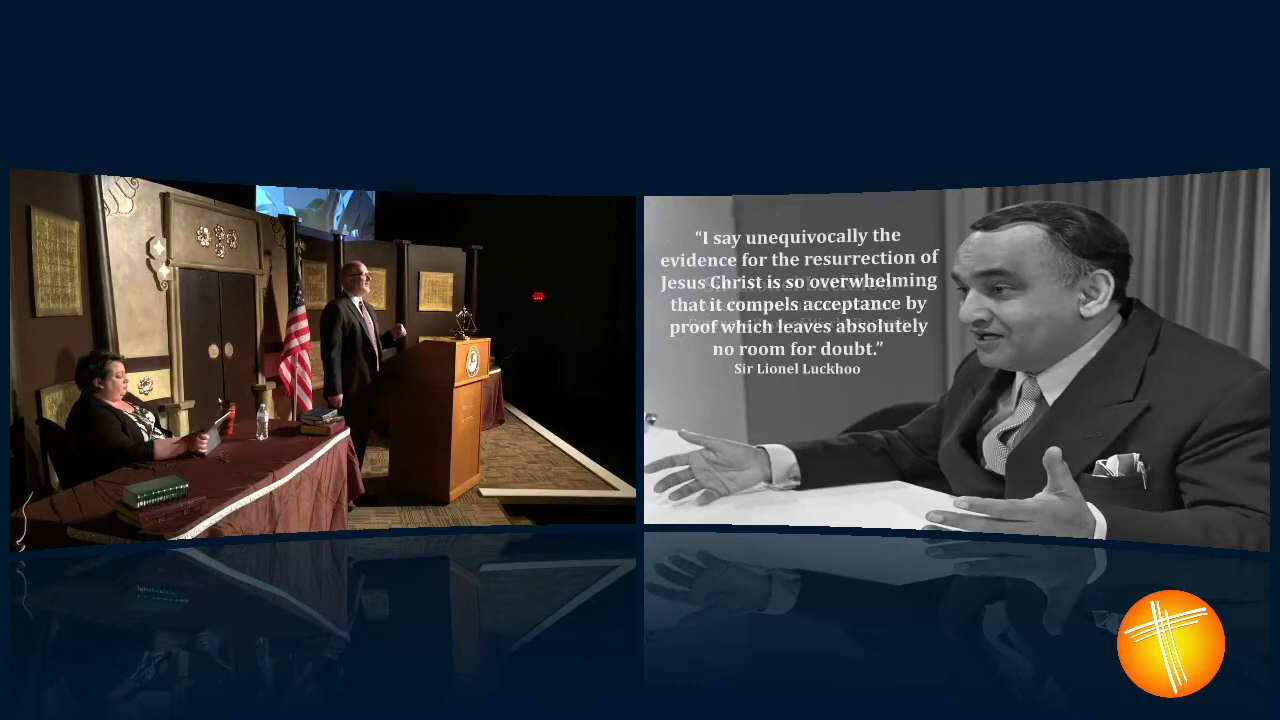 “I say unequivocally the
evidence for the resurrection of
Jesus Christ is so overwhelming
that it compels acceptance by
proof which leaves absolutely
no room for doubt.”
Sir Lionel Luckhoo